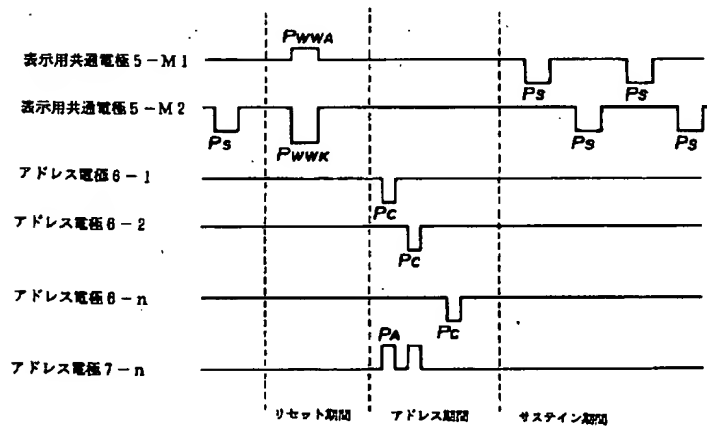 PWWA
表示用共通電極5-M1
PS PS
表示用共通電極5-M2
PS PWWK PS PS
アドレス電極6-1
PC
アドレス電極6-2
PC
アドレス電極6-n
PC
PA
アドレス電極7-n
リセット期間 アドレス期間 サステイン期間